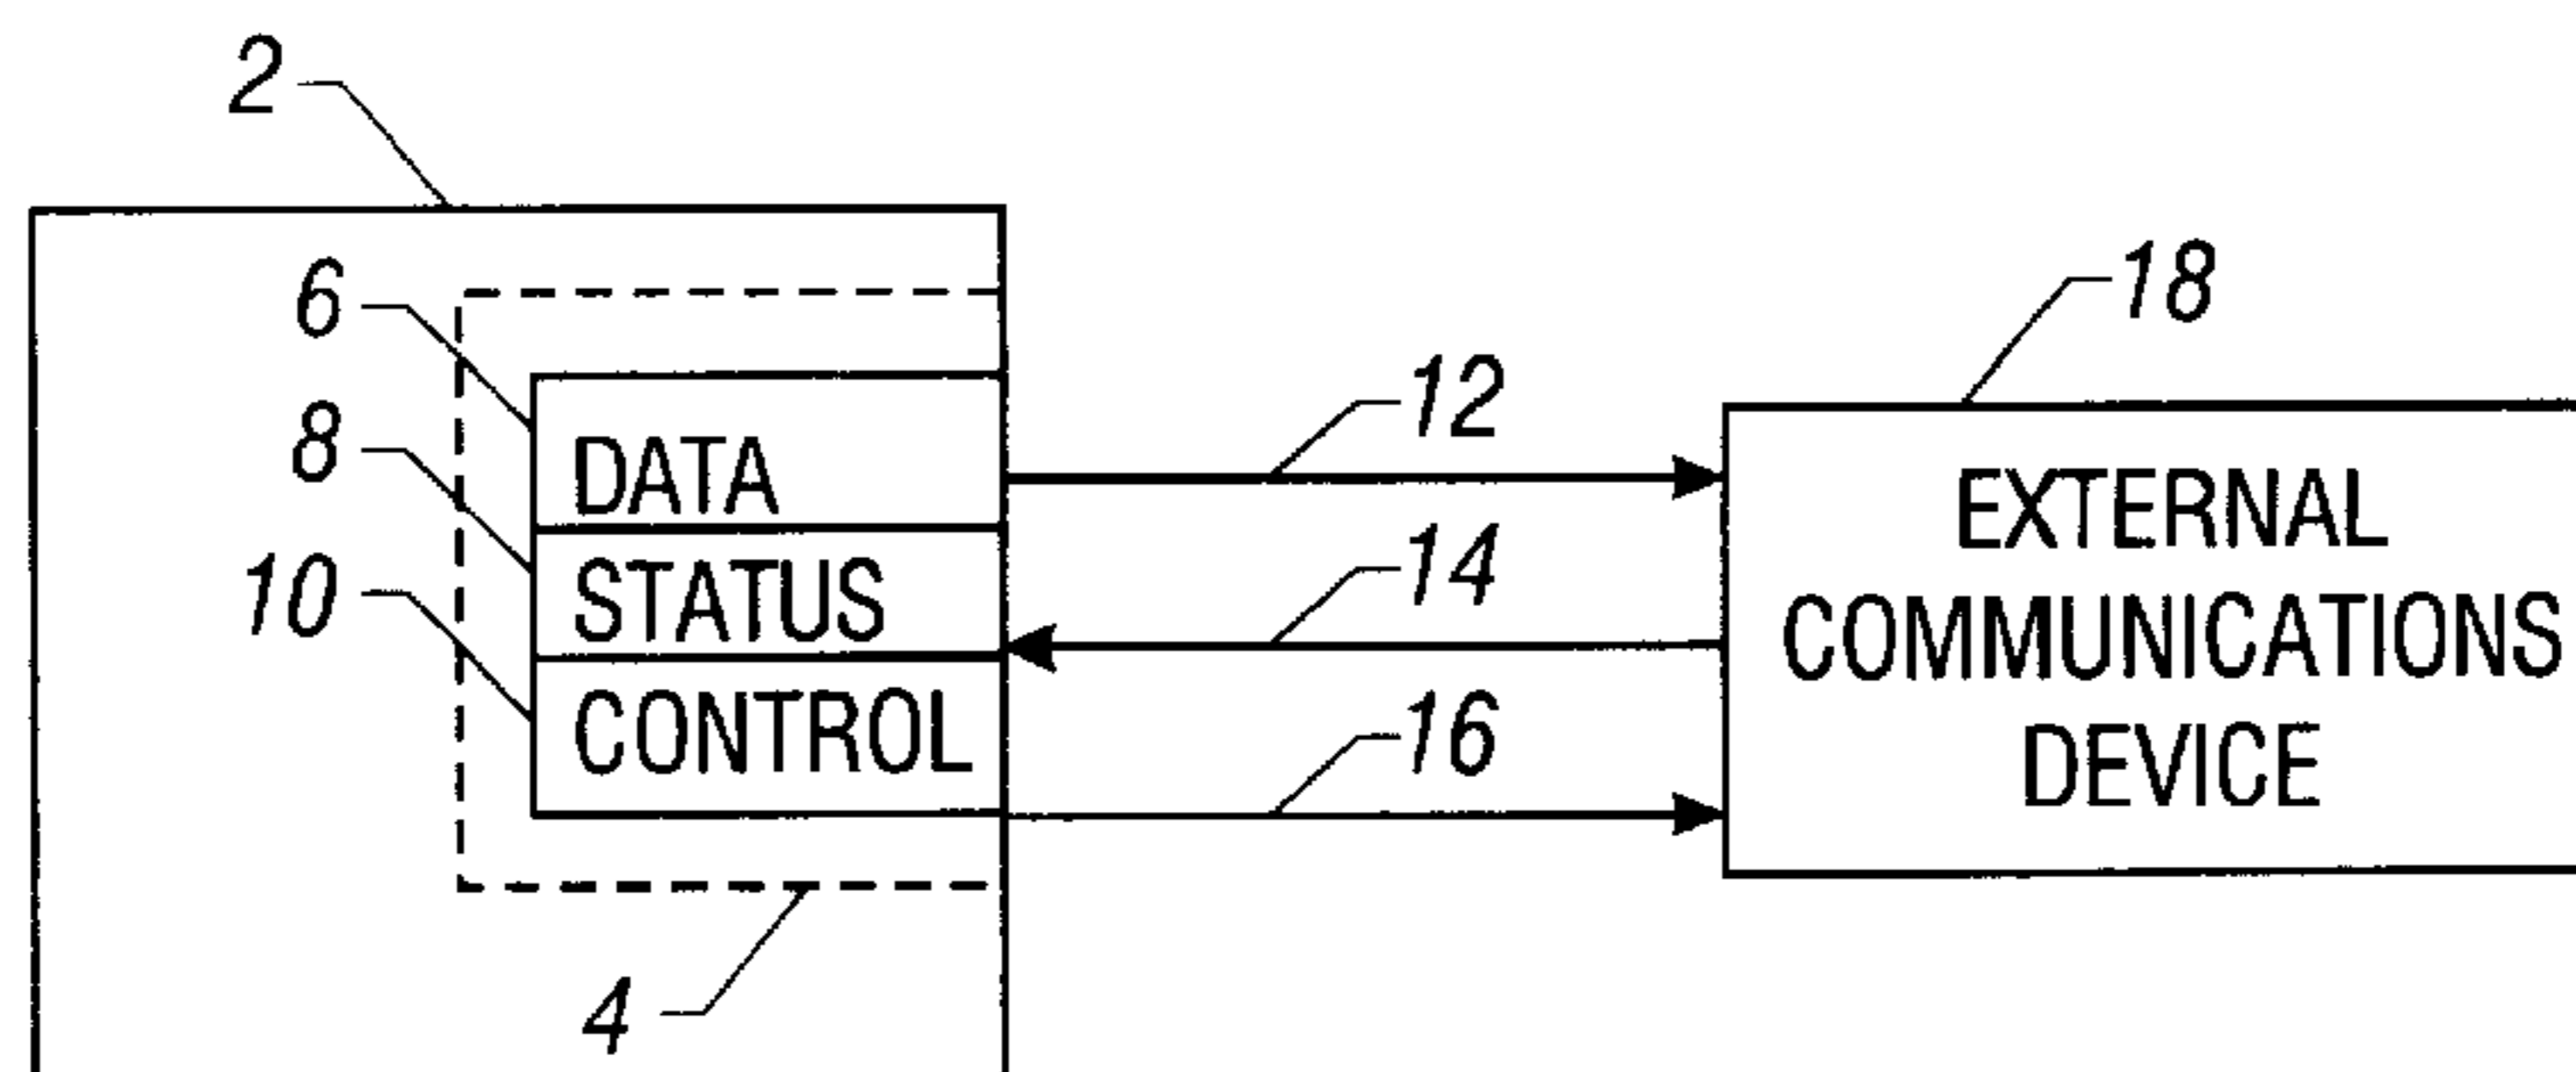 2
6
8
10
DATA
STATUS
CONTROL
4
12
14
16
18
EXTERNAL
COMMUNICATIONS
DEVICE